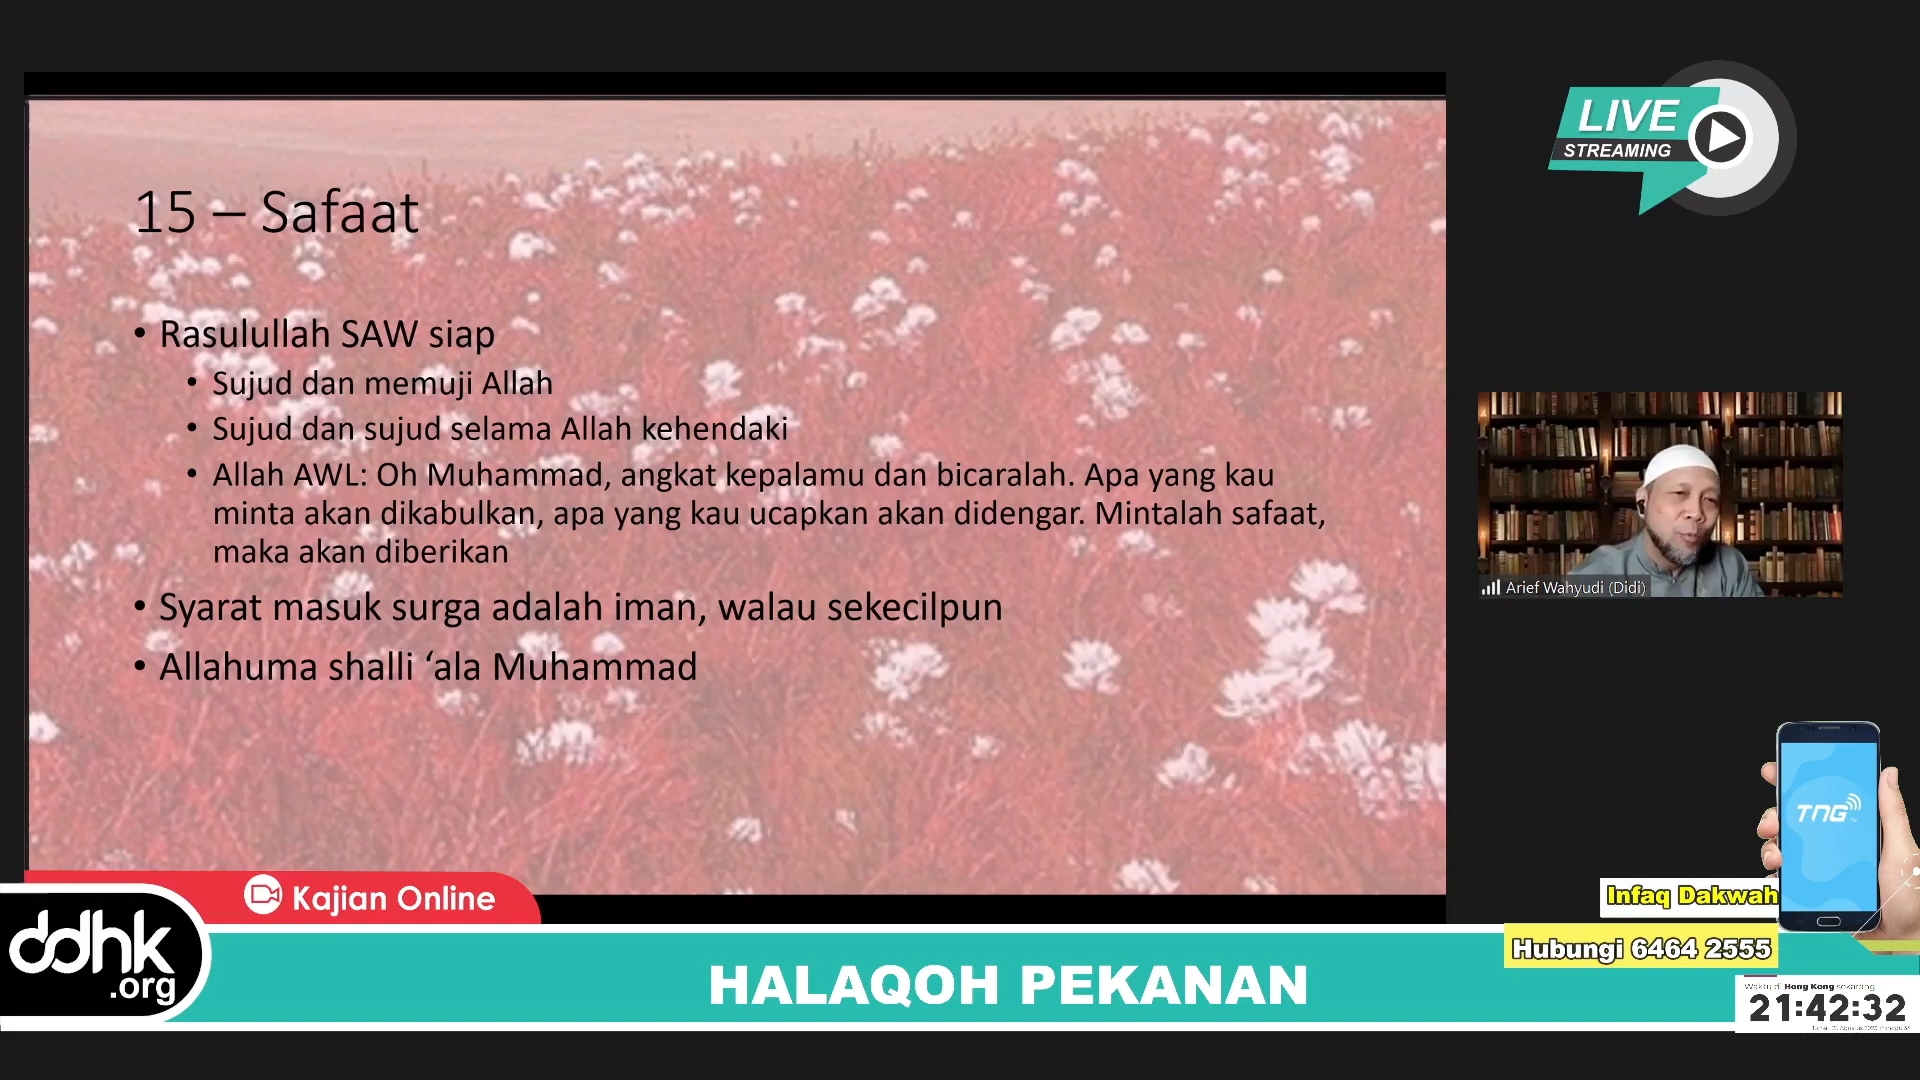 LIVE
STREAMING
15 – Safaat
• Rasulullah SAW siap
• Sujud dan memuji Allah
• Sujud dan sujud selama Allah kehendaki
• Allah AWL: Oh Muhammad, angkat kepalamu dan bicaralah. Apa yang kau
minta akan dikabulkan, apa yang kau ucapkan akan didengar. Mintalah safaat,
maka akan diberikan
• Syarat masuk surga adalah iman, walau sekecilpun
• Allahuma shalli ‘ala Muhammad
Arief Wahyudi (Didi)
TNG
Kajian Online
Infaq Dakwah
Hubungi 6464 2555
ddhk
.org
HALAQOH PEKANAN
Waktu di Hong Kong sekarang
21:42:32